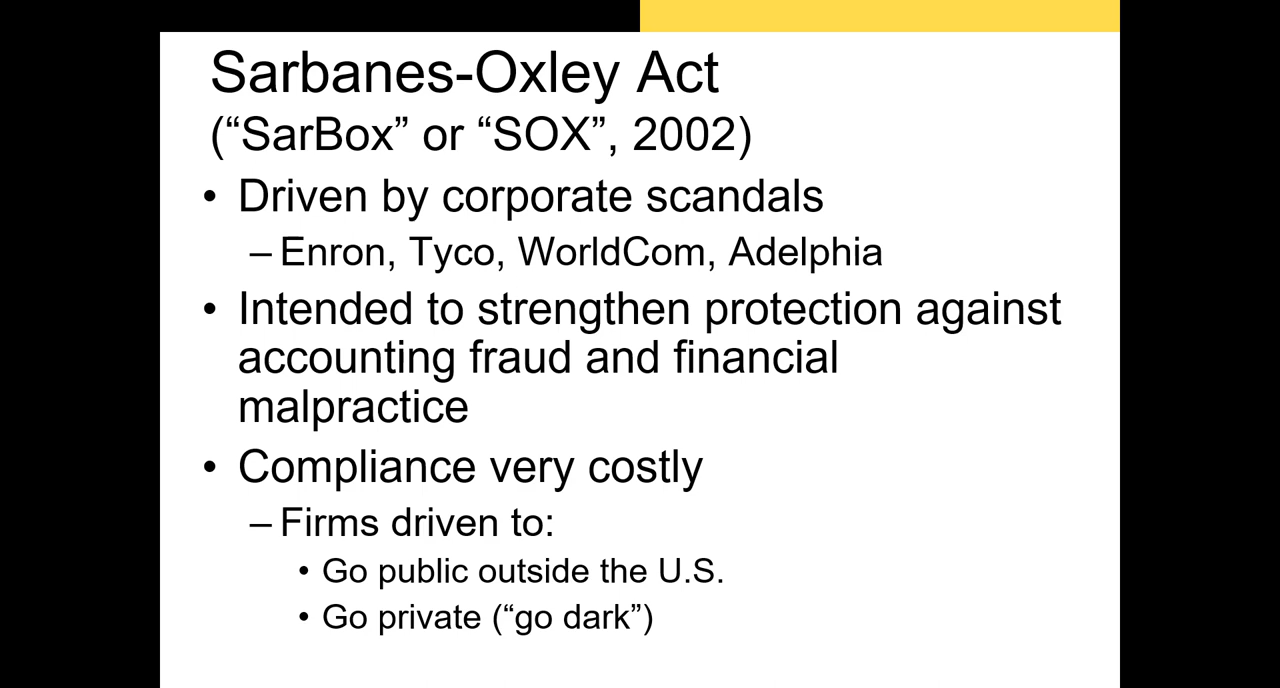 Sarbanes-Oxley Act
(“SarBox” or “SOX”, 2002)
• Driven by corporate scandals
– Enron, Tyco, WorldCom, Adelphia
• Intended to strengthen protection against
accounting fraud and financial
malpractice
• Compliance very costly
– Firms driven to:
• Go public outside the U.S.
• Go private (“go dark”)